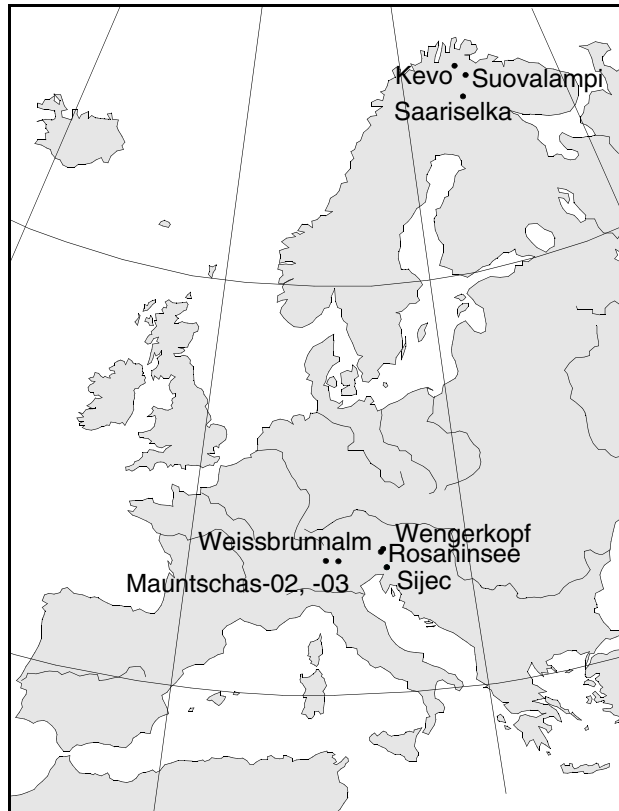 Kevo
Suovalampi
Saariselka
Weissbrunnalm
Wengerkopf
Rosaninsee
Mauntschas-02, -03
Sijec